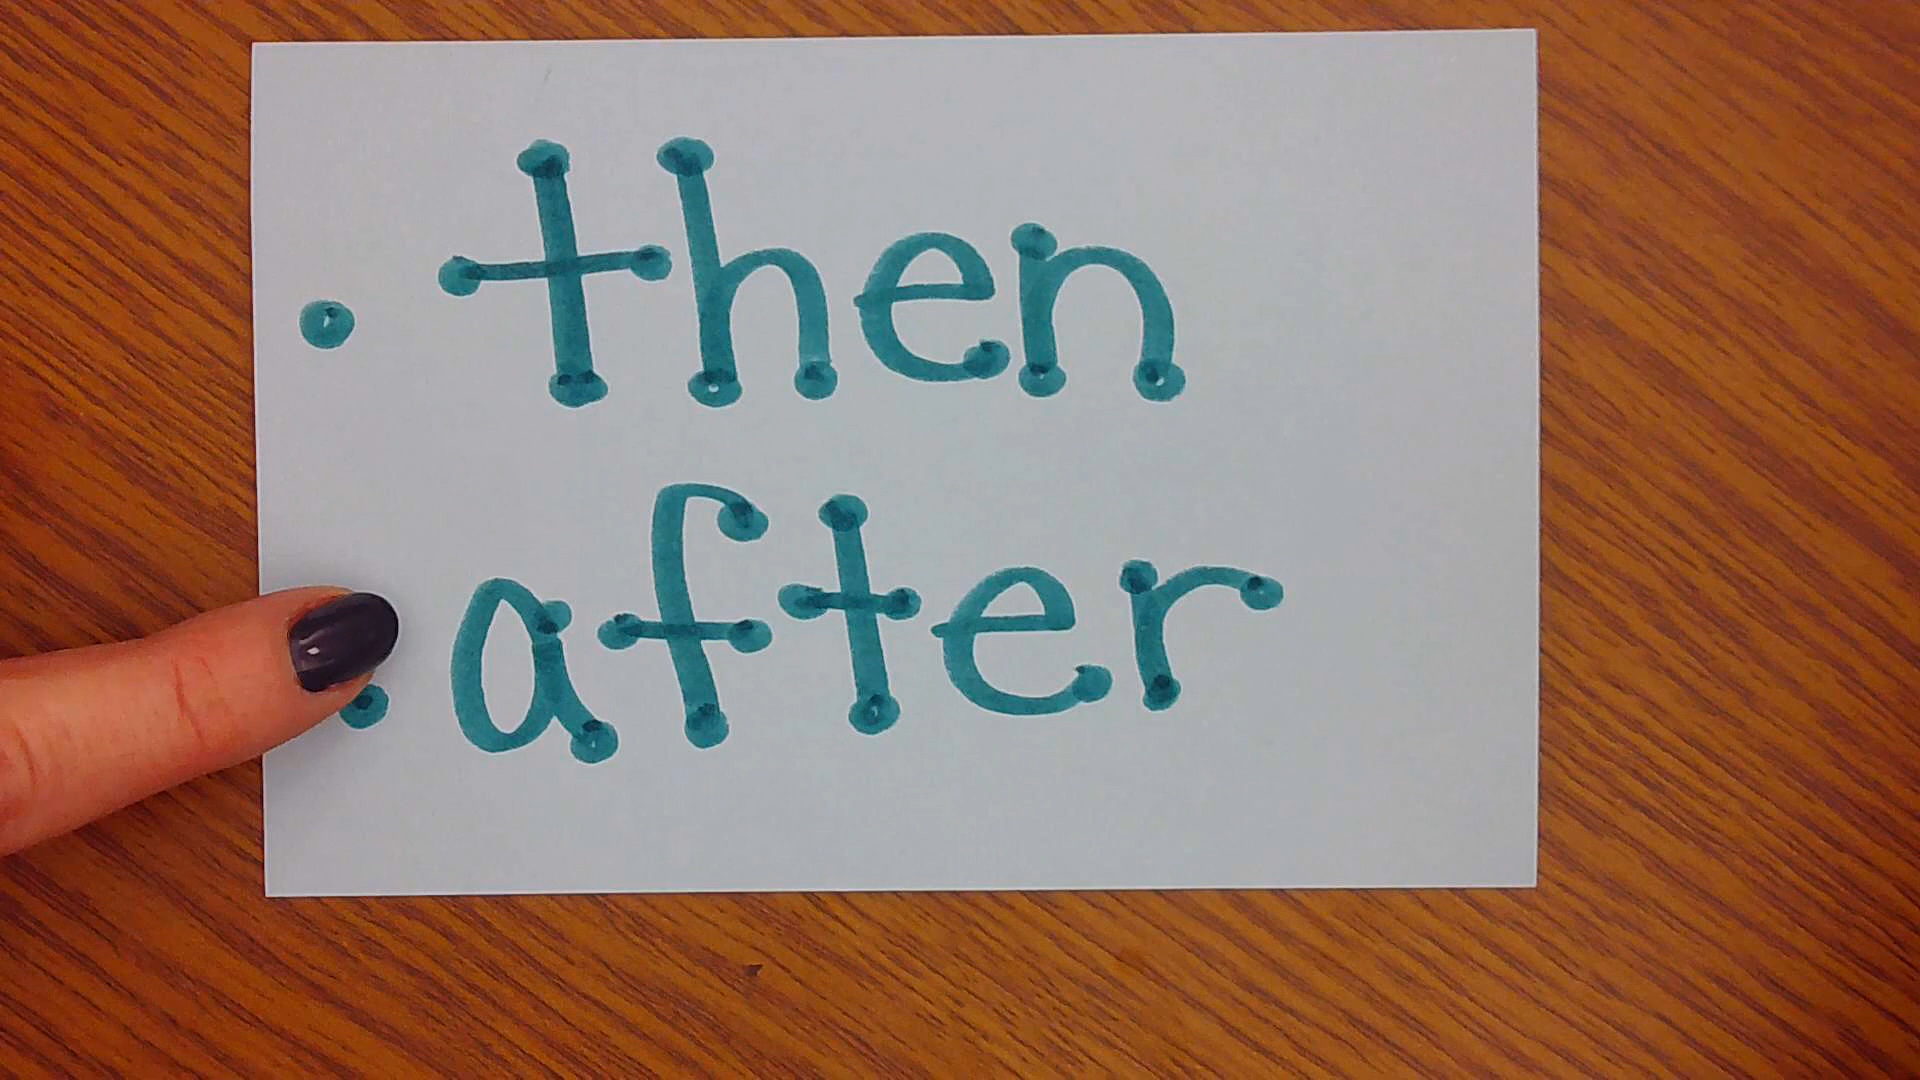 • then
• after